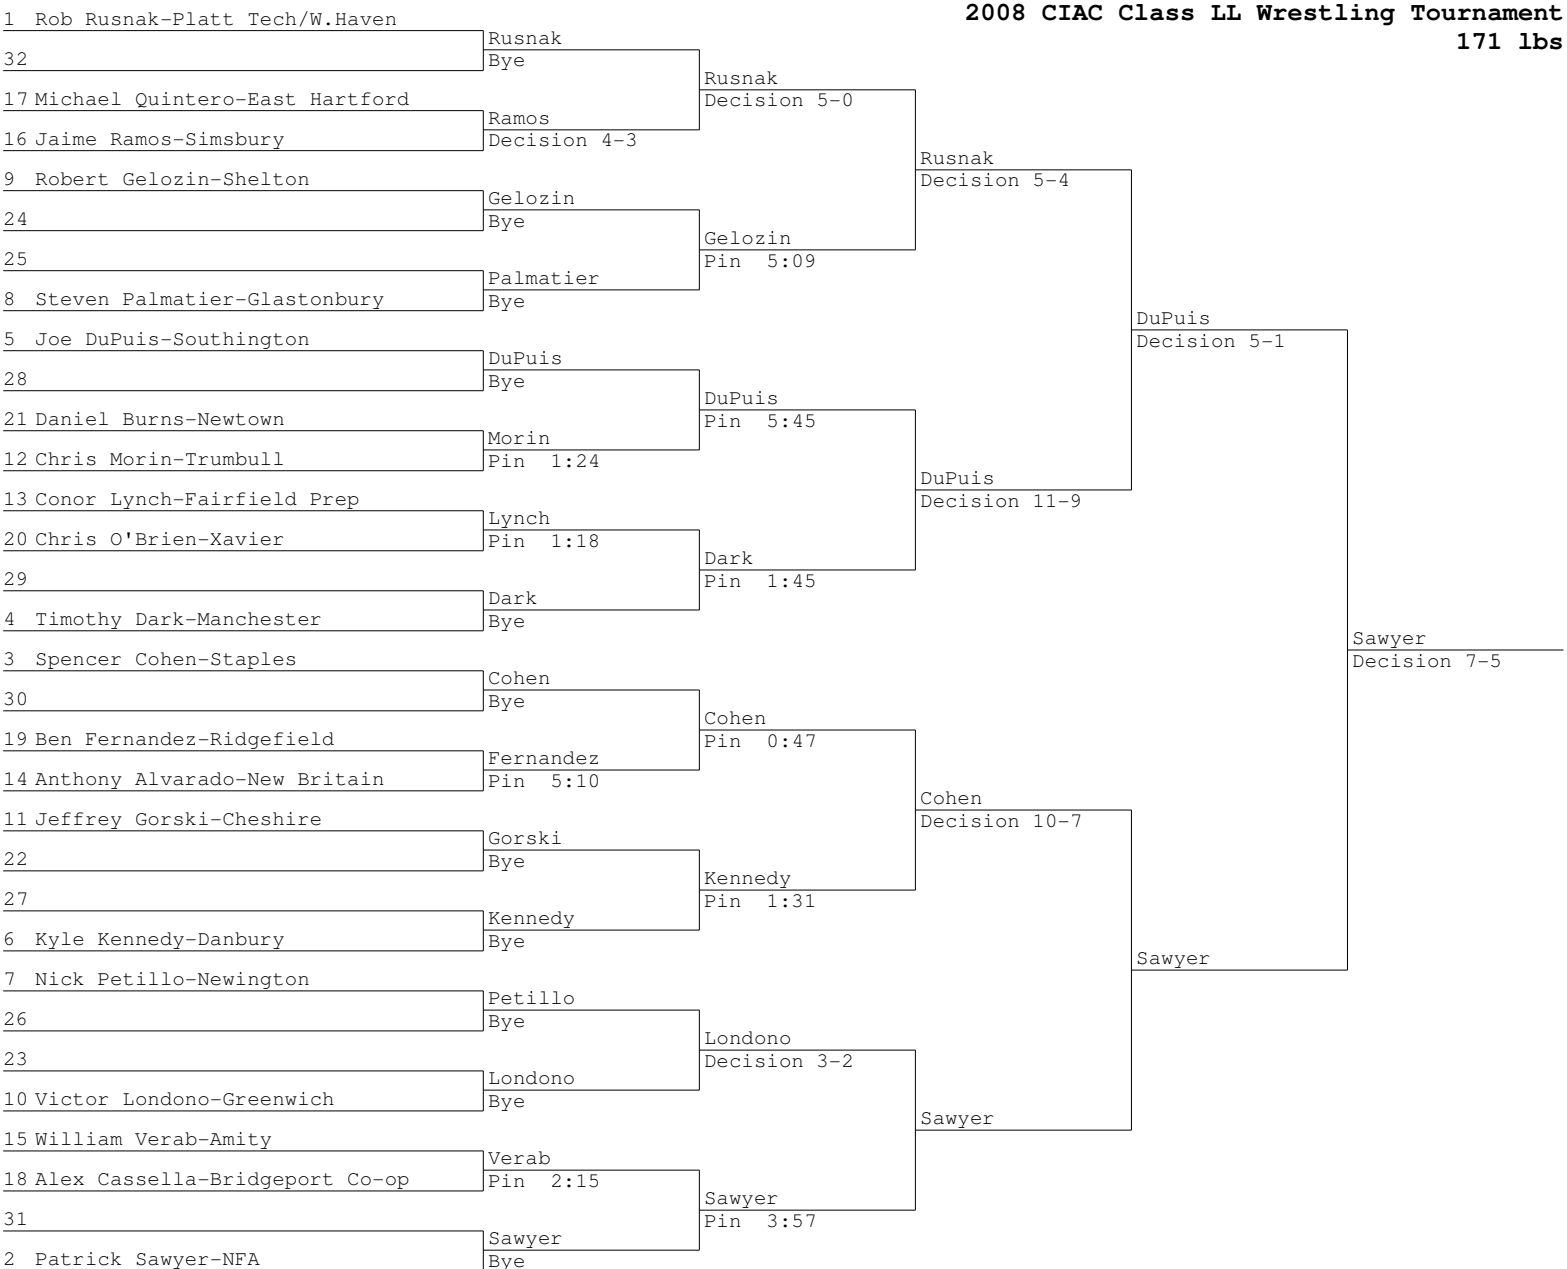 2008 CIAC Class LL Wrestling Tournament
171 lbs
1 Rob Rusnak-Platt Tech/W.Haven
32
17 Michael Quintero-East Hartford
16 Jaime Ramos-Simsbury
9 Robert Gelozin-Shelton
24
25
8 Steven Palmatier-Glastonbury
5 Joe DuPuis-Southington
28
21 Daniel Burns-Newtown
12 Chris Morin-Trumbull
13 Conor Lynch-Fairfield Prep
20 Chris O'Brien-Xavier
29
4 Timothy Dark-Manchester
3 Spencer Cohen-Staples
30
19 Ben Fernandez-Ridgefield
14 Anthony Alvarado-New Britain
11 Jeffrey Gorski-Cheshire
22
27
6 Kyle Kennedy-Danbury
7 Nick Petillo-Newington
26
23
10 Victor Londono-Greenwich
15 William Verab-Amity
18 Alex Cassella-Bridgeport Co-op
31
2 Patrick Sawyer-NFA
Rusnak
Bye
Ramos
Decision 4-3
Gelozin
Bye
Palmatier
Bye
DuPuis
Bye
Morin
Pin 1:24
Lynch
Pin 1:18
Dark
Bye
Cohen
Bye
Fernandez
Pin 5:10
Gorski
Bye
Kennedy
Bye
Petillo
Bye
Londono
Bye
Verab
Pin 2:15
Sawyer
Bye
Rusnak
Decision 5-0
Gelozin
Pin 5:09
DuPuis
Pin 5:45
Dark
Pin 1:45
Cohen
Pin 0:47
Kennedy
Pin 1:31
Londono
Decision 3-2
Sawyer
Pin 3:57
Rusnak
Decision 5-4
DuPuis
Decision 11-9
Cohen
Decision 10-7
Sawyer
DuPuis
Decision 5-1
Sawyer
Sawyer
Decision 7-5